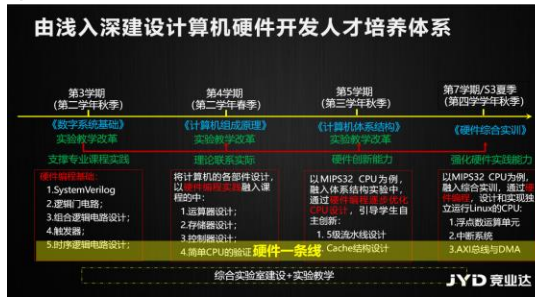 由浅入深建设计算机硬件开发人才培养体系
第3学期
(第二学年秋季)
第4学期
(第二学年春季)
第5学期
(第三学年秋季)
第7学期/S3夏季
(第四学学年秋季)
《数字系统基础》
实验教学改革
《计算机组成原理》
实验教学改革
《计算机体系结构》
实验教学改革
《硬件综合实训》
支撑专业课程实践
理论联系实际
硬件创新能力
强化硬件实践能力
硬件编程基础:
1.SystemVerilog
2.逻辑门电路;
3.组合逻辑电路设计;
4.触发器;
5.时序逻辑电路设计;
将计算机的各部件设计,
以硬件编程实践融入课
程的中:
1.运算器设计;
2.存储器设计;
3.控制器设计;
4.简单CPU的验证
以MIPS32 CPU为例,
融入体系结构实验中,
通过硬件编程逐步优化
CPU设计,引导学生自
主创新:
1. 5级流水线设计
Cache结构设计
以MIPS32 CPU为例,
融入综合实训,通过硬
件编程,设计和实现独
立运行Linux的CPU:
1.浮点数运算单元
2.中断系统
3.AXI总线与DMA
硬件一条线
综合实验室建设+实验教学
JYD 竞业达